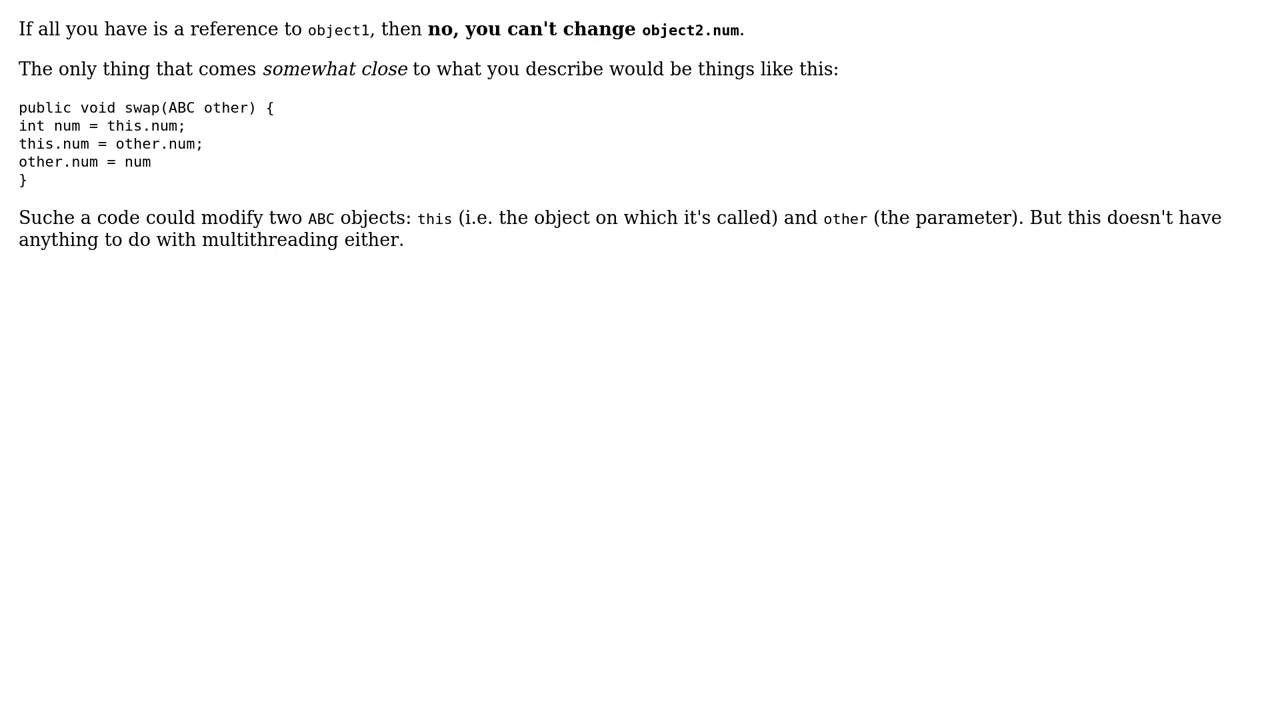 If all you have is a reference to object1, then no, you can't change object2.num.
The only thing that comes somewhat close to what you describe would be things like this:
public void swap(ABC other) {
int num = this.num;
this.num = other.num;
other.num = num
}
Suche a code could modify two ABC objects: this (i.e. the object on which it's called) and other (the parameter). But this doesn't have
anything to do with multithreading either.